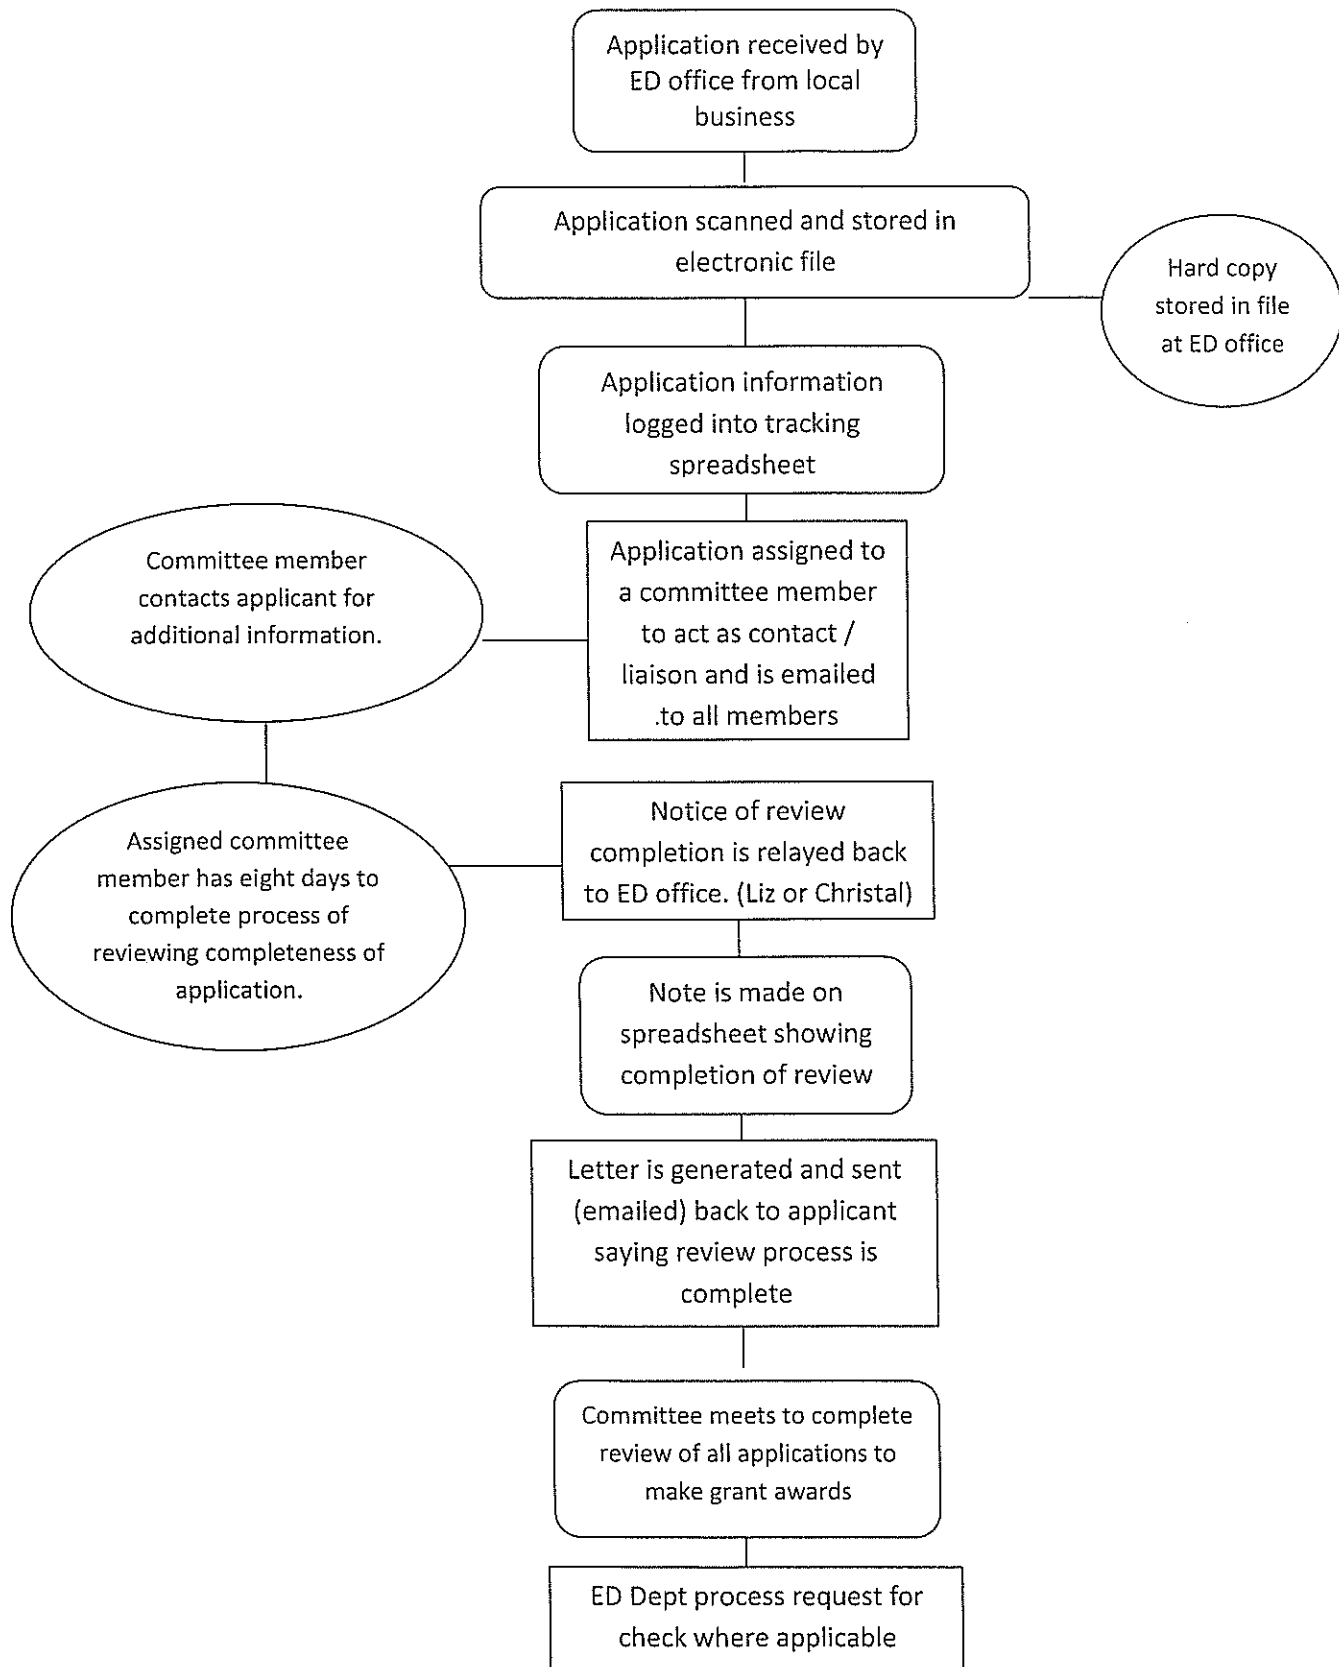 Application received by
ED office from local
business
Application scanned and stored in
electronic file
Hard copy
stored in file
at ED office
Application information
logged into tracking
spreadsheet
Committee member
contacts applicant for
additional information.
Application assigned to
a committee member
to act as contact /
liaison and is emailed
.to all members
Assigned committee
member has eight days to
complete process of
reviewing completeness of
application.
Notice of review
completion is relayed back
to ED office. (Liz or Christal)
Note is made on
spreadsheet showing
completion of review
Letter is generated and sent
(emailed) back to applicant
saying review process is
complete
Committee meets to complete
review of all applications to
make grant awards
ED Dept process request for
check where applicable